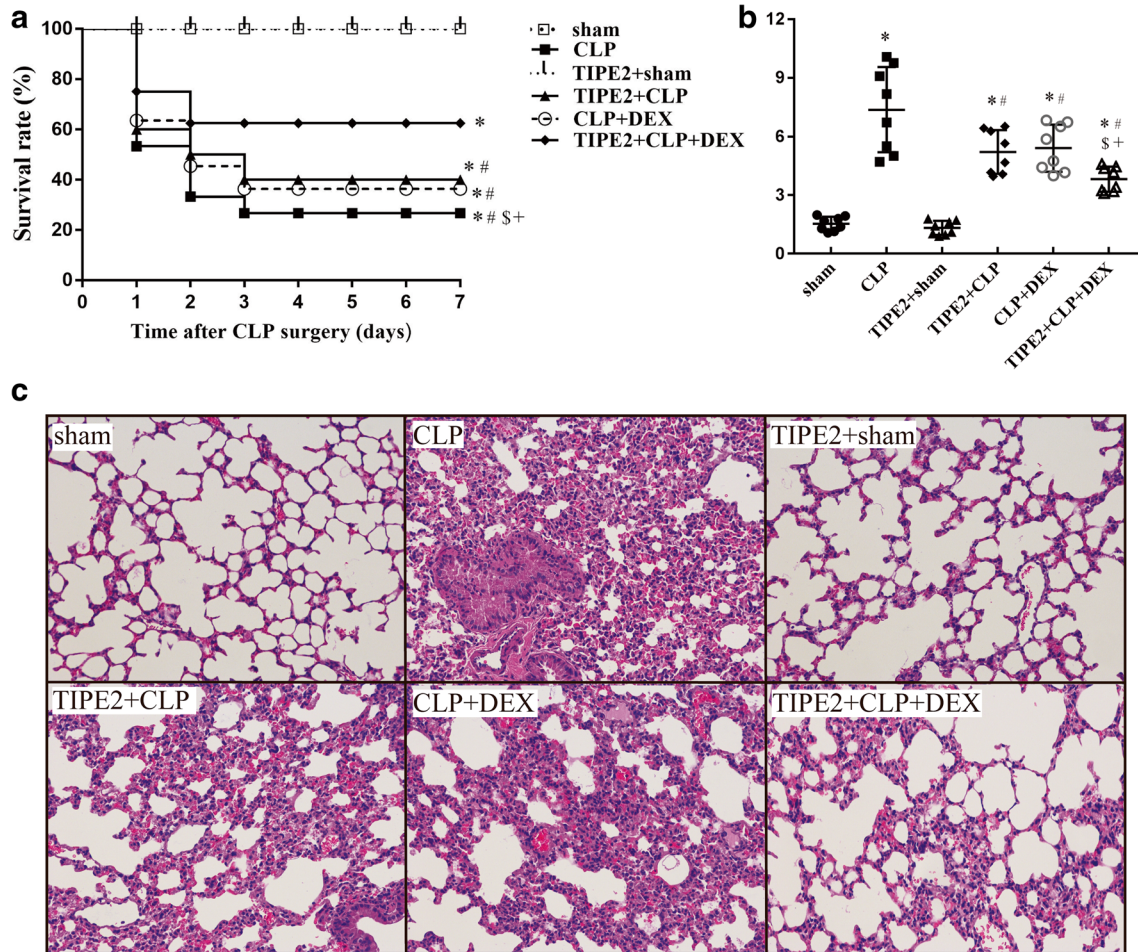 a
Survival rate (%)
100
80
60
40
20
0
0 1 2 3 4 5 6 7
Time after CLP surgery (days)
*
* #
* #
* # $ +
sham
CLP
TIPE2+sham
TIPE2+CLP
CLP+DEX
TIPE2+CLP+DEX
b
12
9
6
3
0
*
* #
* #
* #
$ +
sham
CLP
TIPE2+sham
TIPE2+CLP
CLP+DEX
TIPE2+CLP+DEX
c
sham
CLP
TIPE2+sham
TIPE2+CLP
CLP+DEX
TIPE2+CLP+DEX